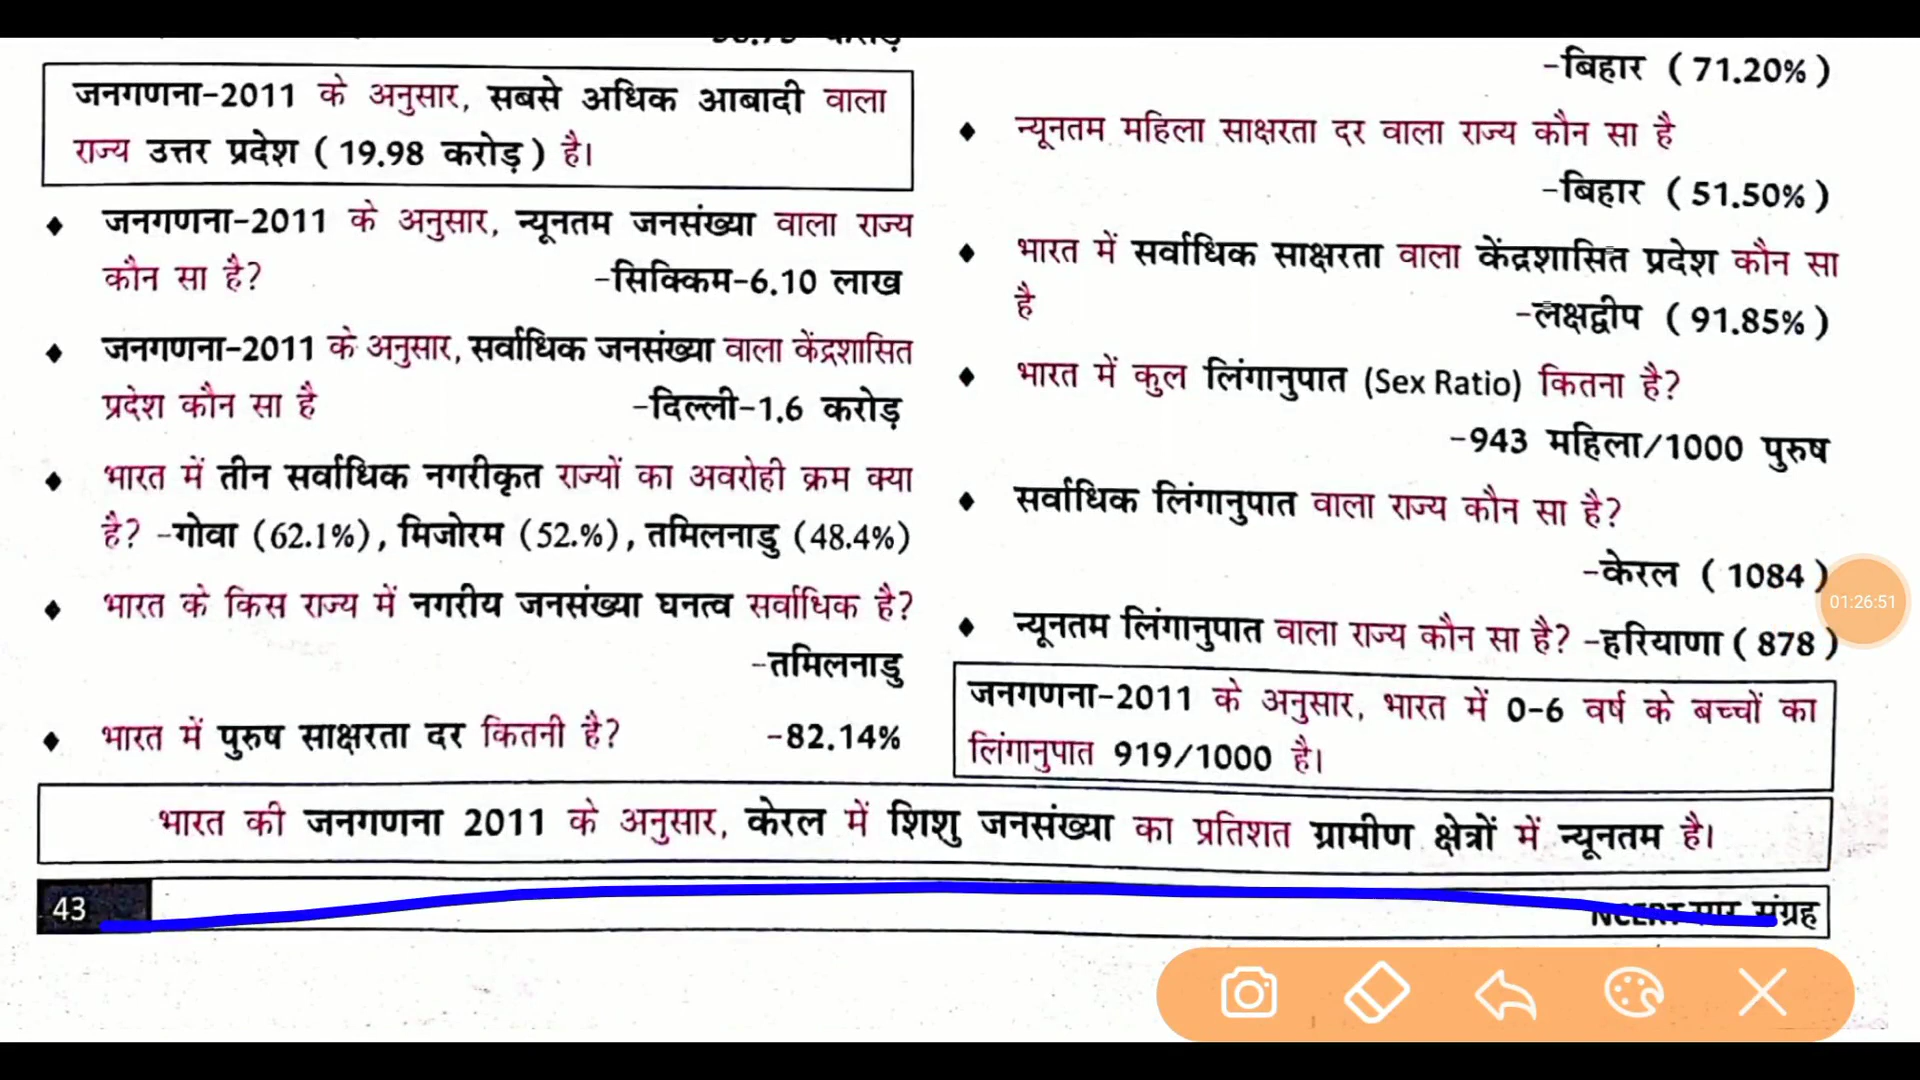 जनगणना-2011 के अनुसार, सबसे अधिक आबादी वाला
राज्य उत्तर प्रदेश ( 19.98 करोड़ ) है।
♦ जनगणना-2011 के अनुसार, न्यूनतम जनसंख्या वाला राज्य
कौन सा है? -सिक्किम-6.10 लाख
♦ जनगणना-2011 के अनुसार, सर्वाधिक जनसंख्या वाला केंद्रशासित
प्रदेश कौन सा है -दिल्ली-1.6 करोड़
♦ भारत में तीन सर्वाधिक नगरीकृत राज्यों का अवरोही क्रम क्या
है? -गोवा (62.1%), मिजोरम (52.%), तमिलनाडु (48.4%)
♦ भारत के किस राज्य में नगरीय जनसंख्या घनत्व सर्वाधिक है?
-तमिलनाडु
♦ भारत में पुरुष साक्षरता दर कितनी है? -82.14%
-बिहार ( 71.20% )
♦ न्यूनतम महिला साक्षरता दर वाला राज्य कौन सा है
-बिहार ( 51.50% )
♦ भारत में सर्वाधिक साक्षरता वाला केंद्रशासित प्रदेश कौन सा
है -लक्षद्वीप ( 91.85% )
♦ भारत में कुल लिंगानुपात (Sex Ratio) कितना है?
-943 महिला/1000 पुरुष
♦ सर्वाधिक लिंगानुपात वाला राज्य कौन सा है?
-केरल ( 1084 )
♦ न्यूनतम लिंगानुपात वाला राज्य कौन सा है? -हरियाणा ( 878 )
जनगणना-2011 के अनुसार, भारत में 0-6 वर्ष के बच्चों का
लिंगानुपात 919/1000 है।
भारत की जनगणना 2011 के अनुसार, केरल में शिशु जनसंख्या का प्रतिशत ग्रामीण क्षेत्रों में न्यूनतम है।
43 NCERT सार संग्रह
01:26:51